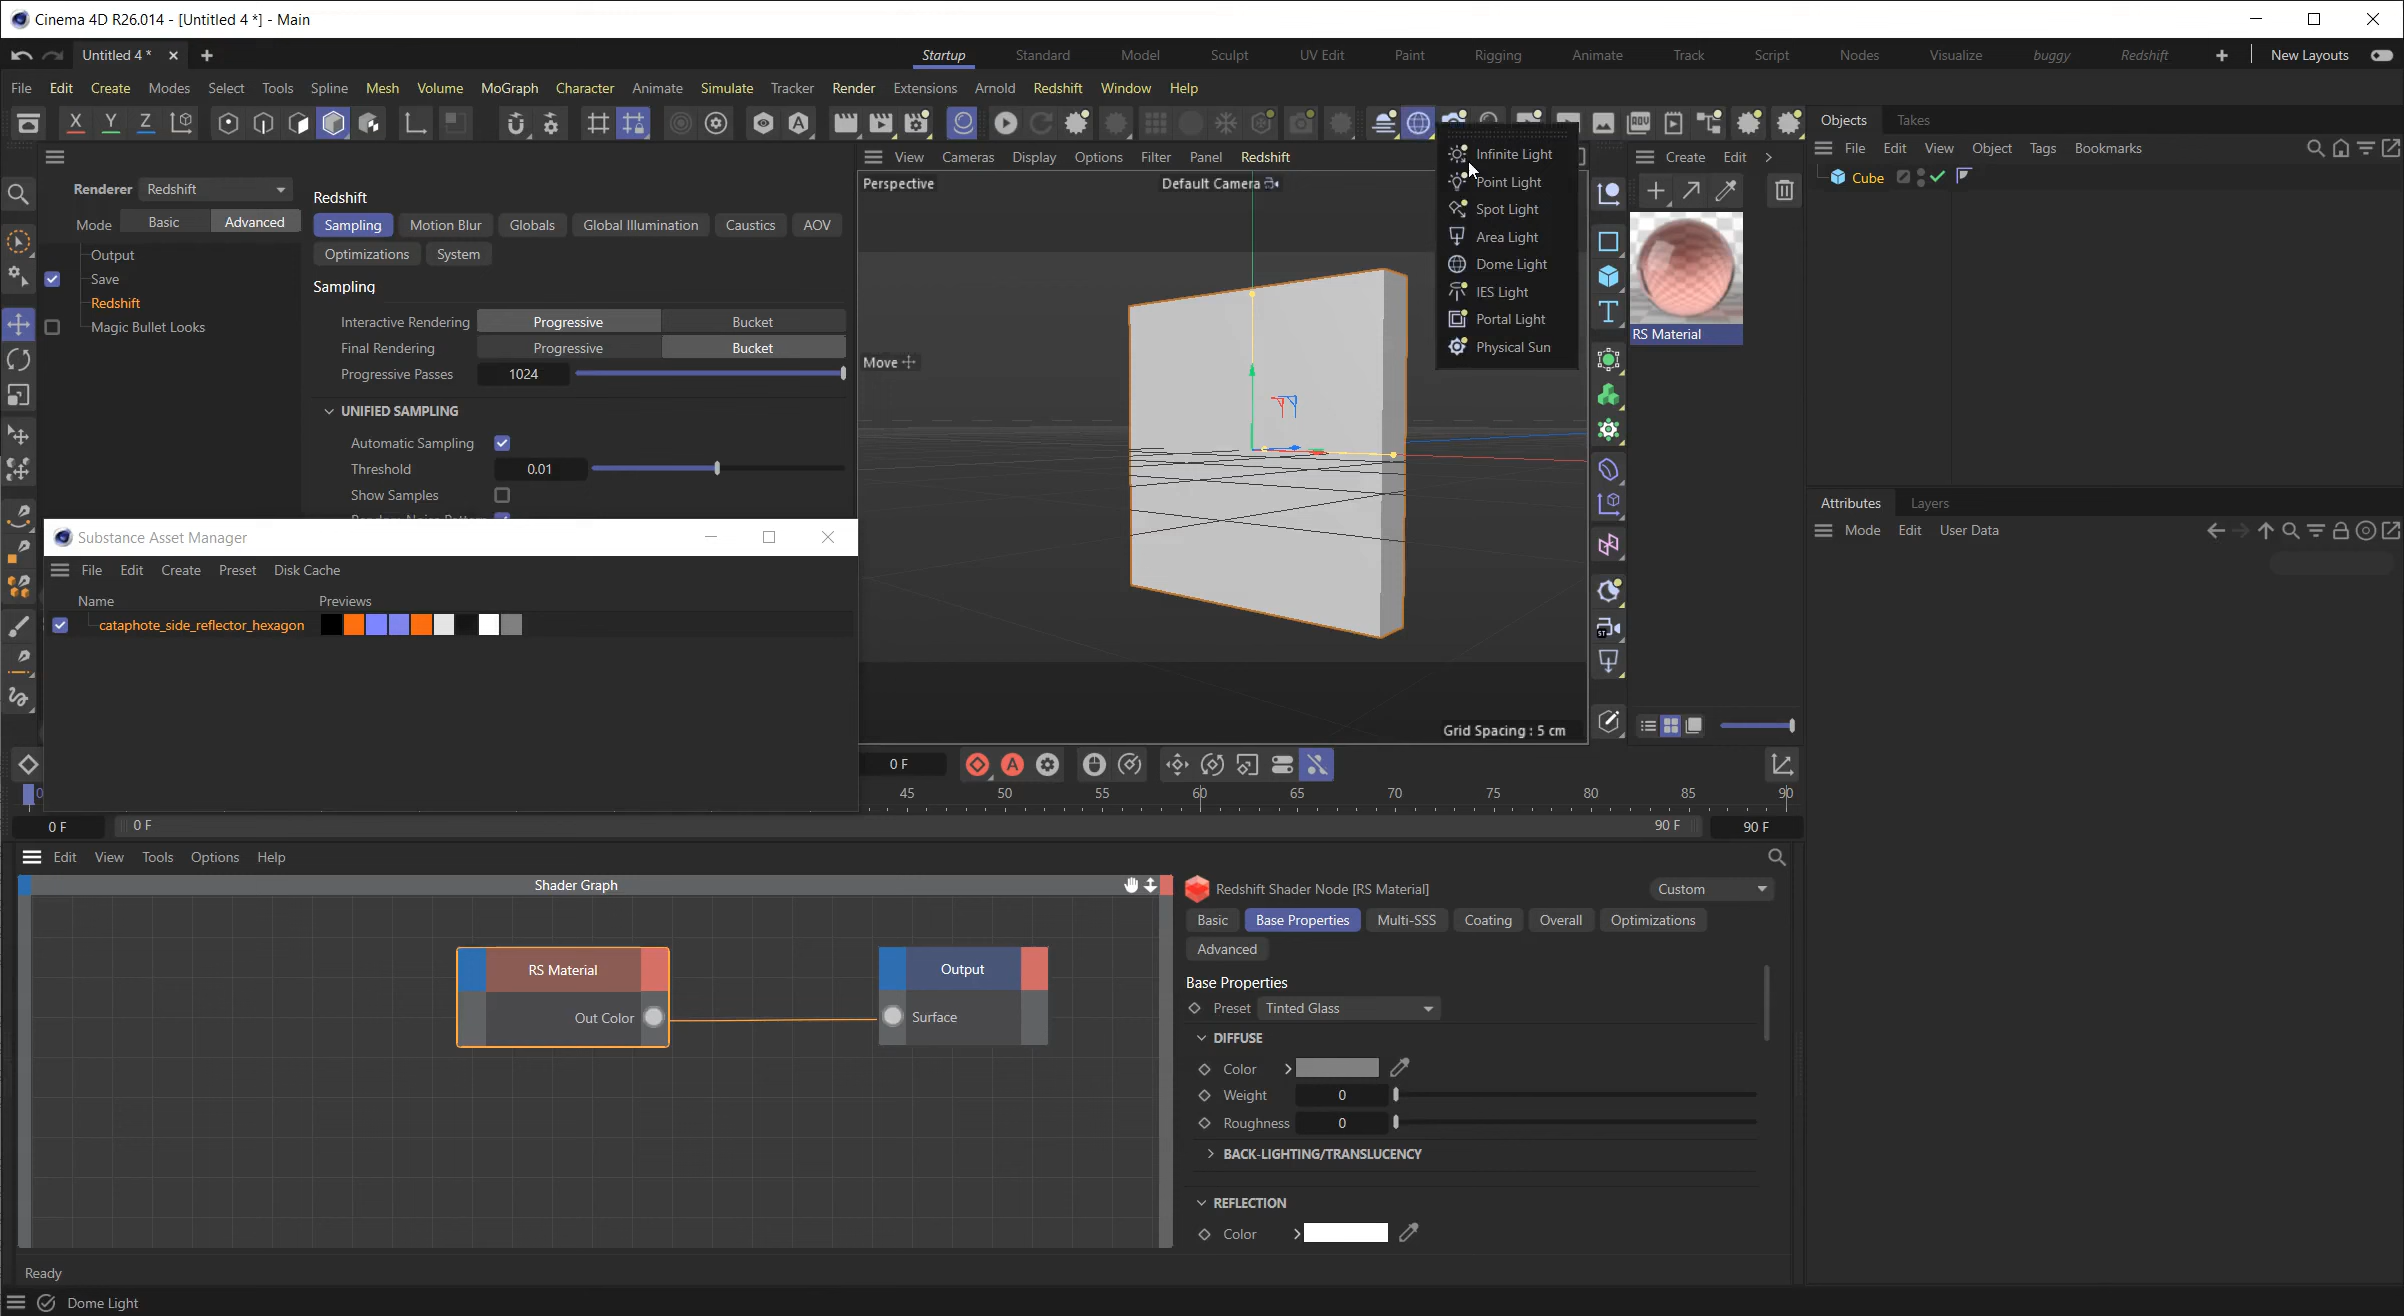 Cinema 4D R26.014 - [Untitled 4 *] - Main
Untitled 4 *
Startup Standard Model Sculpt UV Edit Paint Rigging Animate Track Script Nodes Visualize buggy Redshift New Layouts
File Edit Create Modes Select Tools Spline Mesh Volume MoGraph Character Animate Simulate Tracker Render Extensions Arnold Redshift Window Help
X Y Z
AOV
Objects Takes
File Edit View Object Tags Bookmarks
Cube
Renderer Redshift
Mode Basic Advanced
Output
Save
Redshift
Magic Bullet Looks
Redshift
Sampling Motion Blur Globals Global Illumination Caustics AOV
Optimizations System
Sampling
Interactive Rendering Progressive Bucket
Final Rendering Progressive Bucket
Progressive Passes 1024
UNIFIED SAMPLING
Automatic Sampling
Threshold 0.01
Show Samples
View Cameras Display Options Filter Panel Redshift
Perspective
Default Camera
Move
Grid Spacing : 5 cm
Infinite Light
Point Light
Spot Light
Area Light
Dome Light
IES Light
Portal Light
Physical Sun
Create Edit
RS Material
Attributes Layers
Mode Edit User Data
Substance Asset Manager
File Edit Create Preset Disk Cache
Name Previews
cataphote_side_reflector_hexagon
0 F
0 45 50 55 60 65 70 75 80 85 90
0 F 0 F 90 F 90 F
Edit View Tools Options Help
Shader Graph
RS Material
Out Color
Output
Surface
Redshift Shader Node [RS Material] Custom
Basic Base Properties Multi-SSS Coating Overall Optimizations
Advanced
Base Properties
Preset Tinted Glass
DIFFUSE
Color
Weight 0
Roughness 0
BACK-LIGHTING/TRANSLUCENCY
REFLECTION
Color
Ready
Dome Light